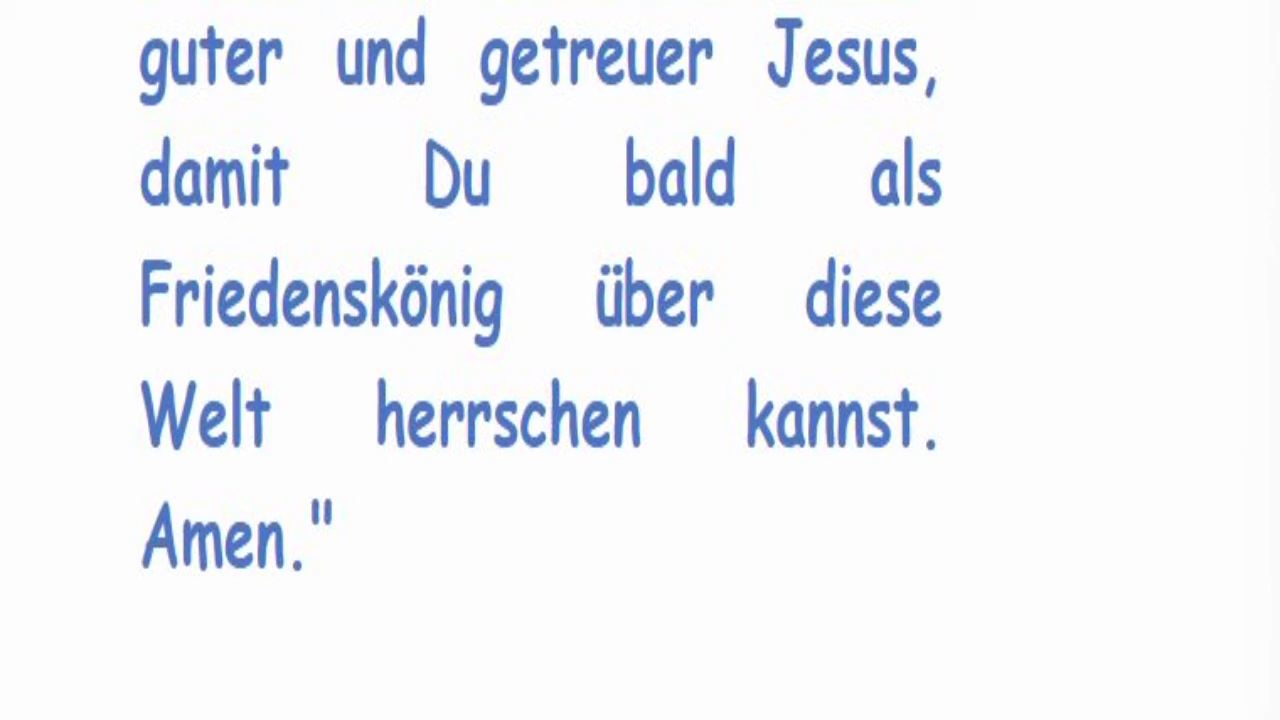 guter und getreuer Jesus,
damit Du bald als
Friedenskönig über diese
Welt herrschen kannst.
Amen."